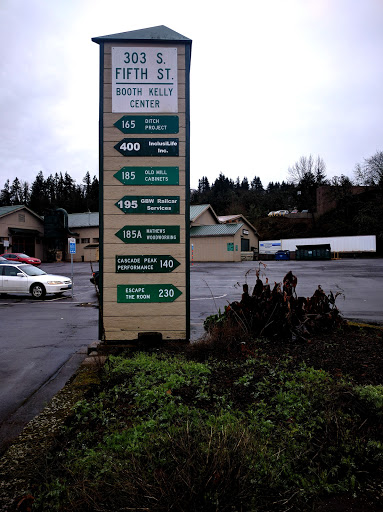 303 S.
FIFTH ST.
BOOTH KELLY
CENTER
165 DITCH
PROJECT
400 InclusiLife
Inc.
185 OLD MILL
CABINETS
195 GBW Railcar
Services
185A MATHEWS
WOODWORKING
CASCADE PEAK
PERFORMANCE 140
ESCAPE
THE ROOM 230